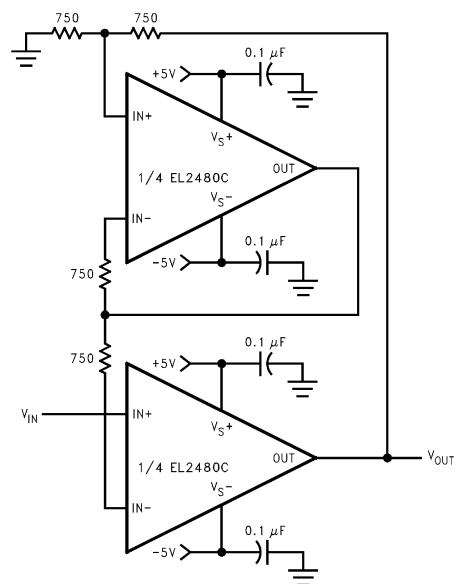 750 750
+5V 0.1 μF
IN+
VS+
OUT
1/4 EL2480C
VS-
IN-
0.1 μF
750 -5V
750
+5V 0.1 μF
VIN IN+
VS+
OUT VOUT
1/4 EL2480C
VS-
IN-
0.1 μF
-5V